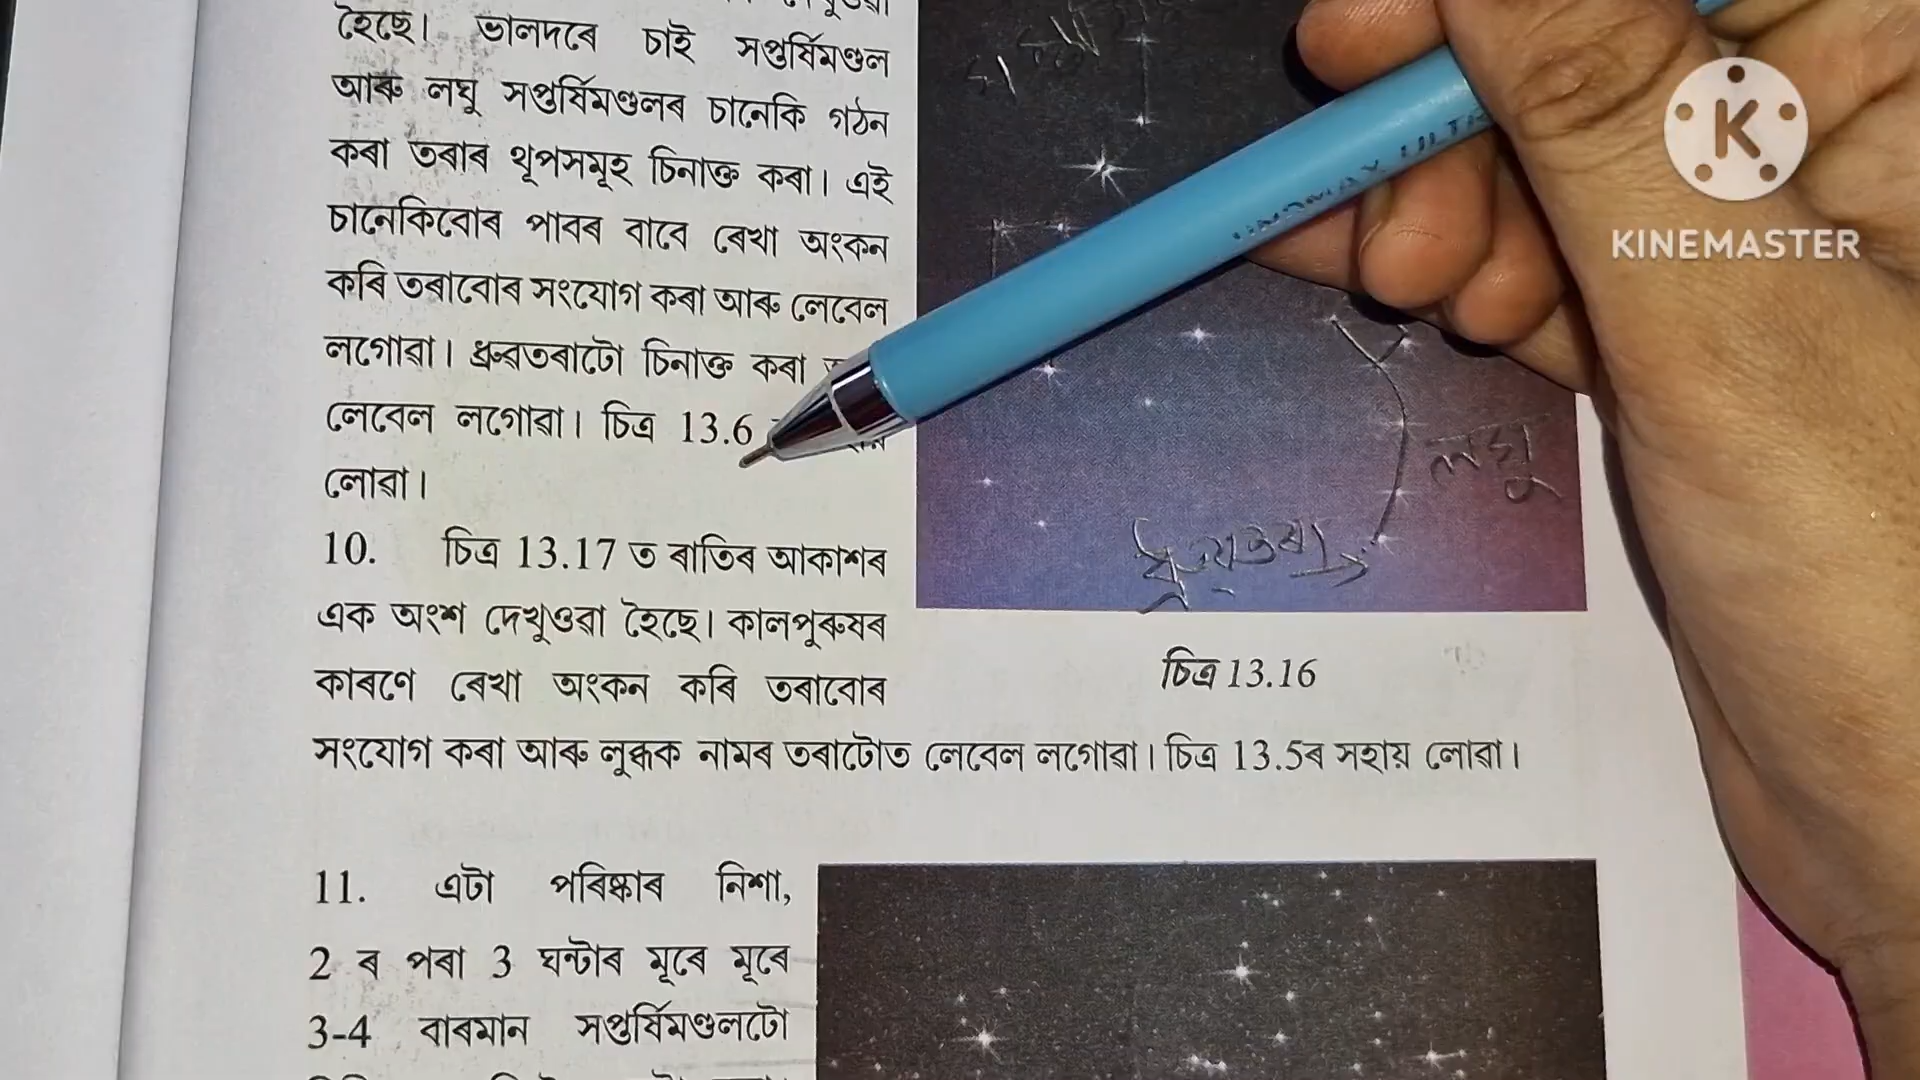 হৈছে। ভালদৰে চাই সপ্তৰ্ষিমণ্ডল
আৰু লঘু সপ্তৰ্ষিমণ্ডলৰ চানেকি গঠন
কৰা তৰাৰ থূপসমূহ চিনাক্ত কৰা। এই
চানেকিবোৰ পাবৰ বাবে ৰেখা অংকন
কৰি তৰাবোৰ সংযোগ কৰা আৰু লেবেল
লগোৱা। ধ্ৰুৱতৰাটো চিনাক্ত কৰা
লেবেল লগোৱা। চিত্ৰ 13.6
লোৱা।
লঘু
ধ্ৰুৱতৰা
চিত্ৰ 13.16
10. চিত্ৰ 13.17 ত ৰাতিৰ আকাশৰ
এক অংশ দেখুওৱা হৈছে। কালপুৰুষৰ
কাৰণে ৰেখা অংকন কৰি তৰাবোৰ
সংযোগ কৰা আৰু লুব্ধক নামৰ তৰাটোত লেবেল লগোৱা। চিত্ৰ 13.5ৰ সহায় লোৱা।
11. এটা পৰিষ্কাৰ নিশা,
2 ৰ পৰা 3 ঘন্টাৰ মূৰে মূৰে
3-4 বাৰমান সপ্তৰ্ষিমণ্ডলটো
K
KINEMASTER